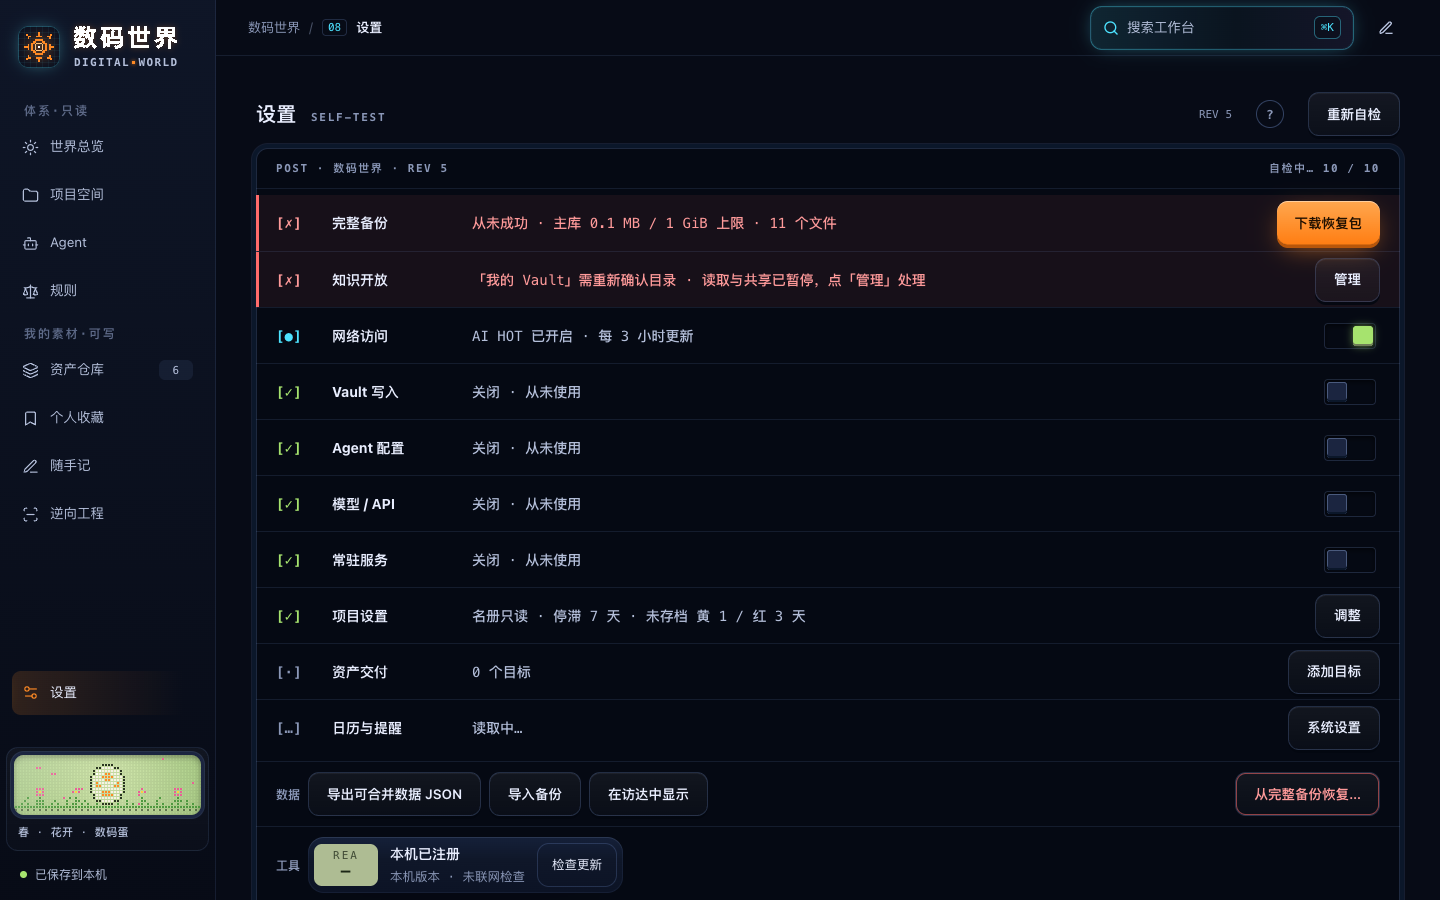 数码世界
DIGITAL•WORLD
体系·只读
世界总览
项目空间
Agent
规则
我的素材·可写
资产仓库 6
个人收藏
随手记
逆向工程
设置
春 · 花开 · 数码蛋
已保存到本机
数码世界 / 08 设置
搜索工作台 ⌘K
设置 SELF-TEST
REV 5 ? 重新自检
POST · 数码世界 · REV 5 自检中… 10 / 10
[✗] 完整备份 从未成功 · 主库 0.1 MB / 1 GiB 上限 · 11 个文件 下载恢复包
[✗] 知识开放 「我的 Vault」需重新确认目录 · 读取与共享已暂停，点「管理」处理 管理
[●] 网络访问 AI HOT 已开启 · 每 3 小时更新
[✓] Vault 写入 关闭 · 从未使用
[✓] Agent 配置 关闭 · 从未使用
[✓] 模型 / API 关闭 · 从未使用
[✓] 常驻服务 关闭 · 从未使用
[✓] 项目设置 名册只读 · 停滞 7 天 · 未存档 黄 1 / 红 3 天 调整
[·] 资产交付 0 个目标 添加目标
[…] 日历与提醒 读取中… 系统设置
数据 导出可合并数据 JSON 导入备份 在访达中显示 从完整备份恢复…
工具 REA — 本机已注册 检查更新
本机版本 · 未联网检查